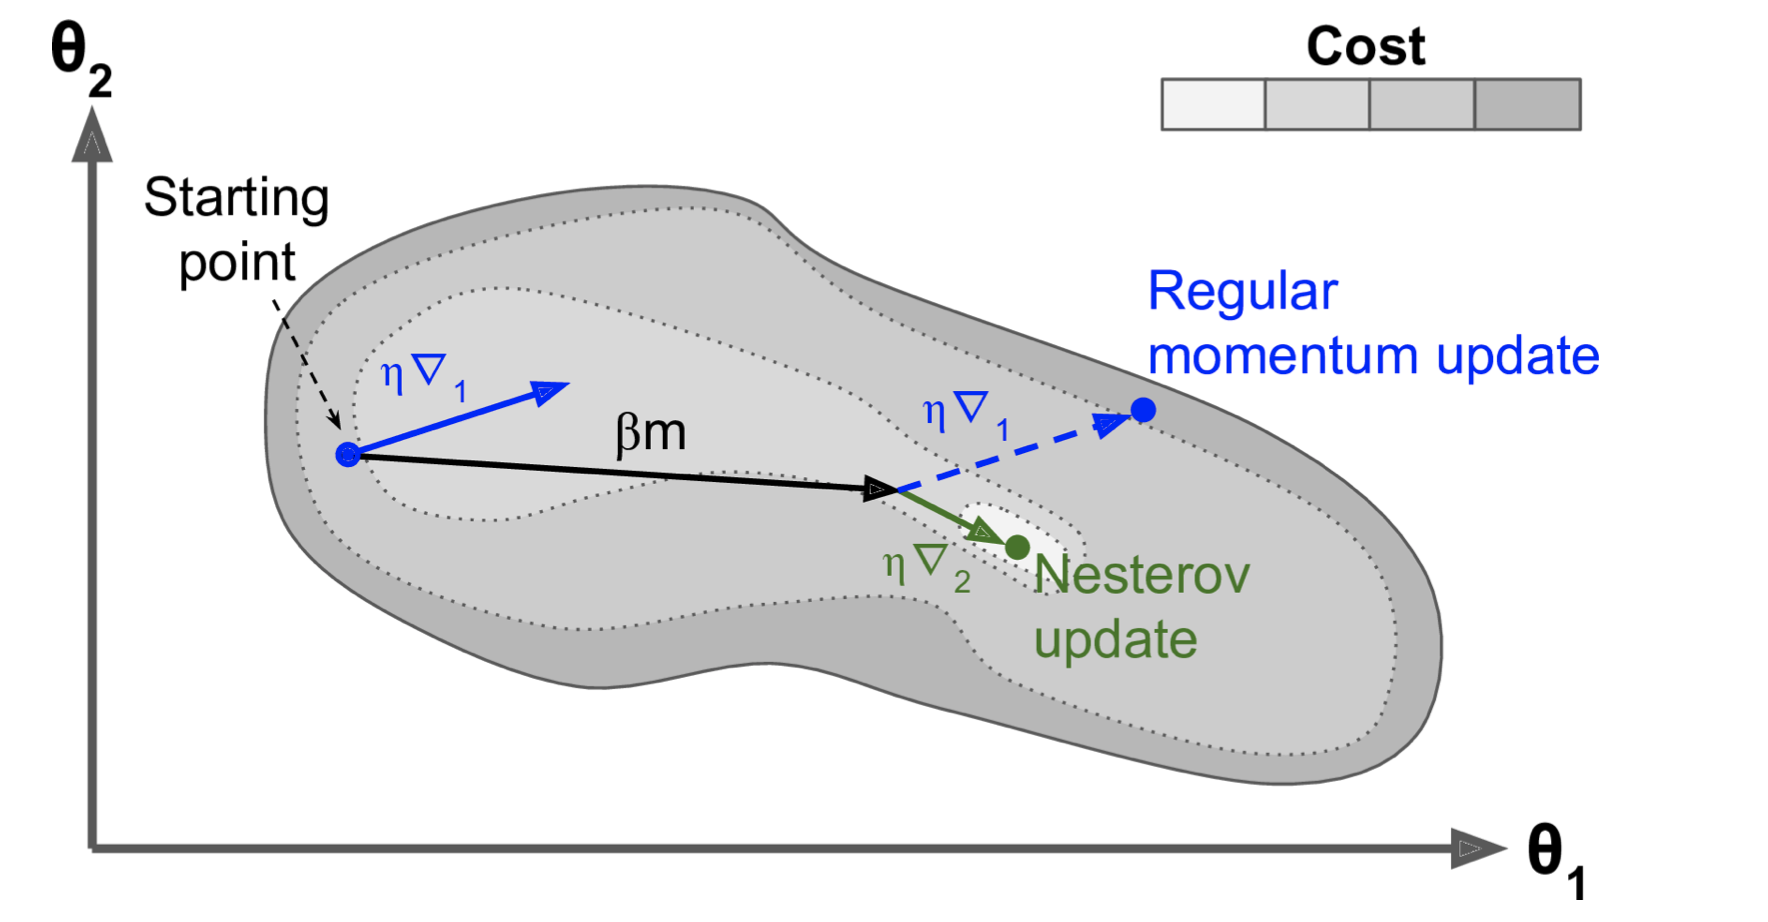 θ₂
Cost
Starting
point
Regular
momentum update
η∇₁
βm
η∇₁
η∇₂
Nesterov
update
θ₁